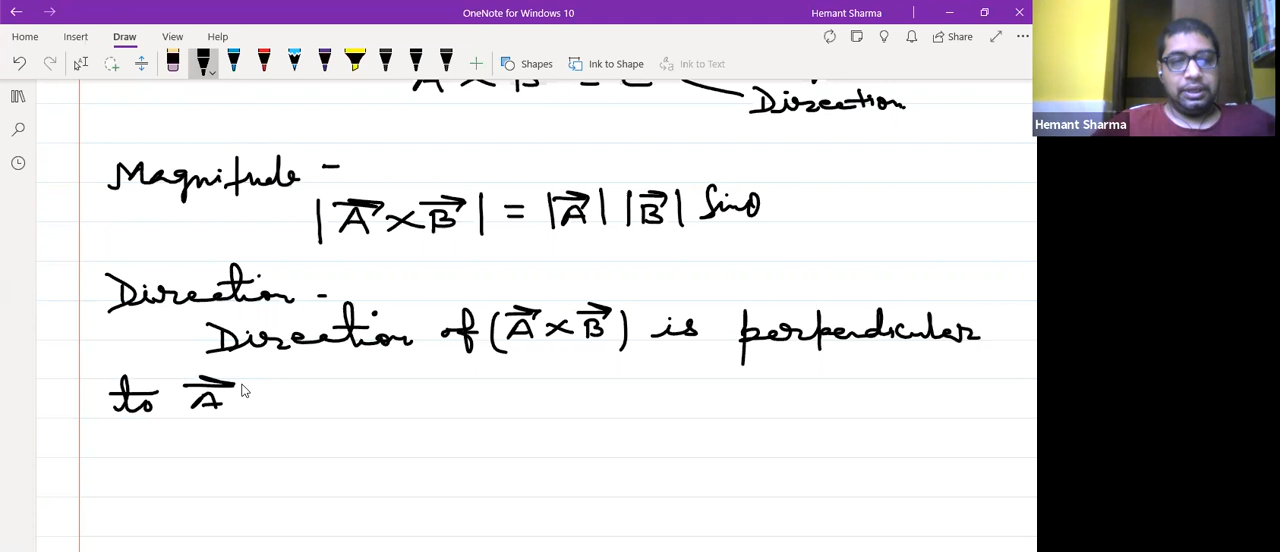 OneNote for Windows 10
Hemant Sharma
Home Insert Draw View Help
Share
Shapes Ink to Shape Ink to Text
A × B = C
Direction
Magnitude -
|A⃗ × B⃗| = |A⃗| |B⃗| Sinθ
Direction -
Direction of (A⃗ × B⃗) is perpendicular
to A⃗
Hemant Sharma